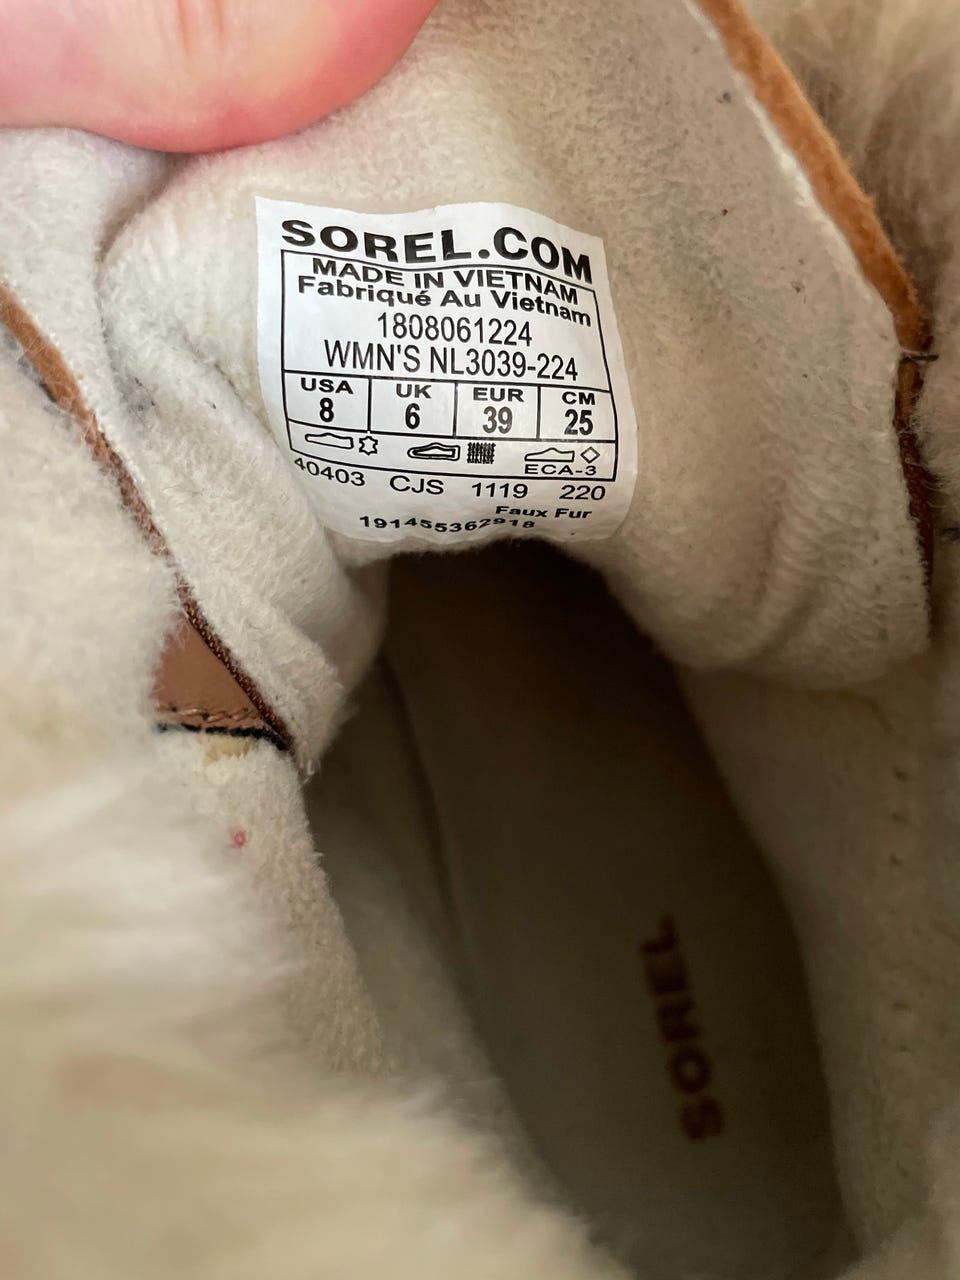 SOREL.COM
MADE IN VIETNAM
Fabriqué Au Vietnam
1808061224
WMN'S NL3039-224
USA UK EUR CM
8 6 39 25
ECA-3
40403 CJS 1119 220
Faux Fur
191455362918
SOREL